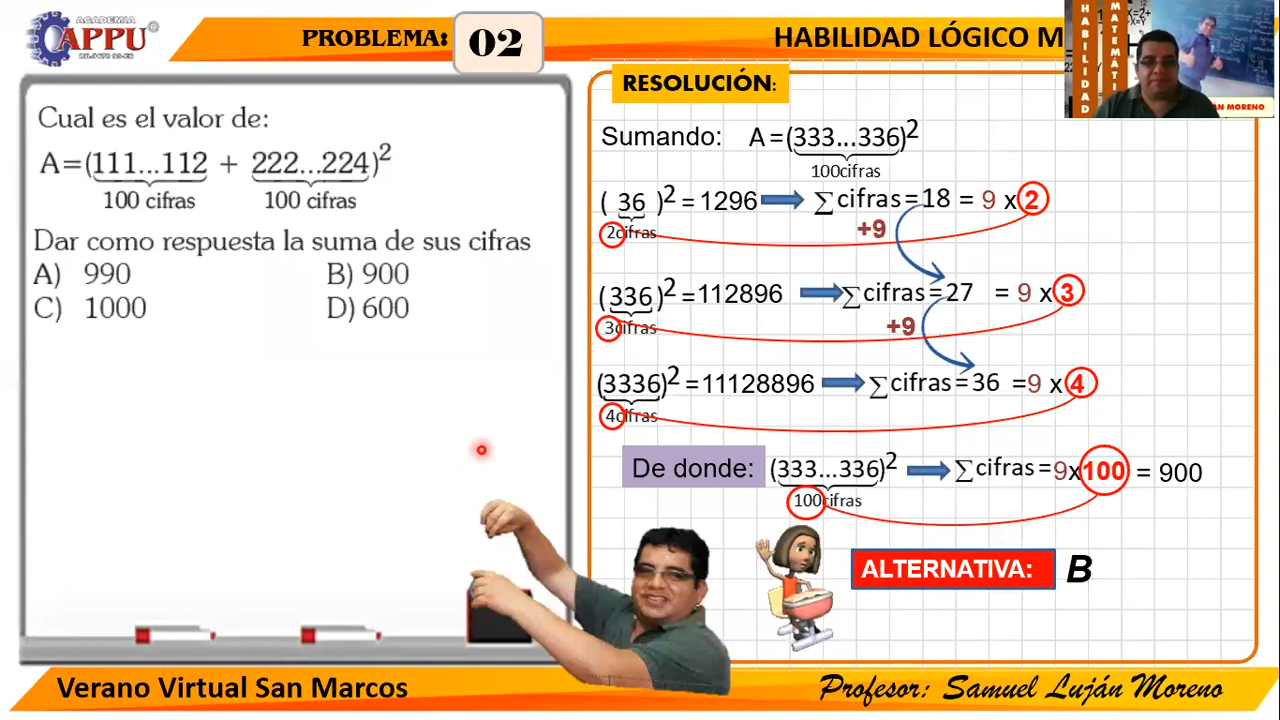 ACADEMIA
APPU
PROBLEMA:
02
HABILIDAD LÓGICO M
HABILIDAD
MATEMÁTI
ÁN MORENO
Cual es el valor de:
A=(111...112 + 222...224)²
100 cifras 100 cifras
Dar como respuesta la suma de sus cifras
A) 990 B) 900
C) 1000 D) 600
RESOLUCIÓN:
Sumando: A = (333...336)²
100cifras
(36)² = 1296 ∑cifras = 18 = 9 x 2
2cifras +9
(336)² = 112896 ∑cifras = 27 = 9 x 3
3cifras +9
(3336)² = 11128896 ∑cifras = 36 = 9 x 4
4cifras
De donde: (333...336)² ∑cifras = 9x100 = 900
100cifras
ALTERNATIVA: B
Verano Virtual San Marcos
Profesor: Samuel Luján Moreno